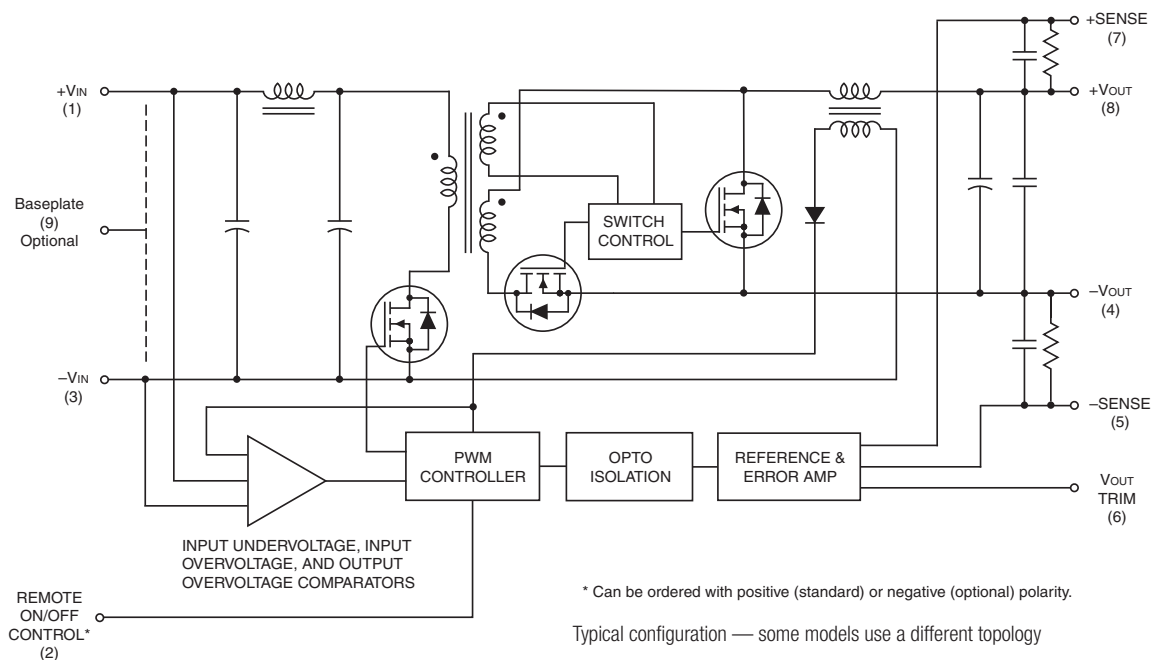 +SENSE
(7)
+VIN
(1)
+VOUT
(8)
Baseplate
(9)
Optional
SWITCH
CONTROL
–VOUT
(4)
–VIN
(3)
–SENSE
(5)
PWM
CONTROLLER
OPTO
ISOLATION
REFERENCE &
ERROR AMP
VOUT
TRIM
(6)
INPUT UNDERVOLTAGE, INPUT
OVERVOLTAGE, AND OUTPUT
OVERVOLTAGE COMPARATORS
REMOTE
ON/OFF
CONTROL*
(2)
* Can be ordered with positive (standard) or negative (optional) polarity.
Typical configuration — some models use a different topology